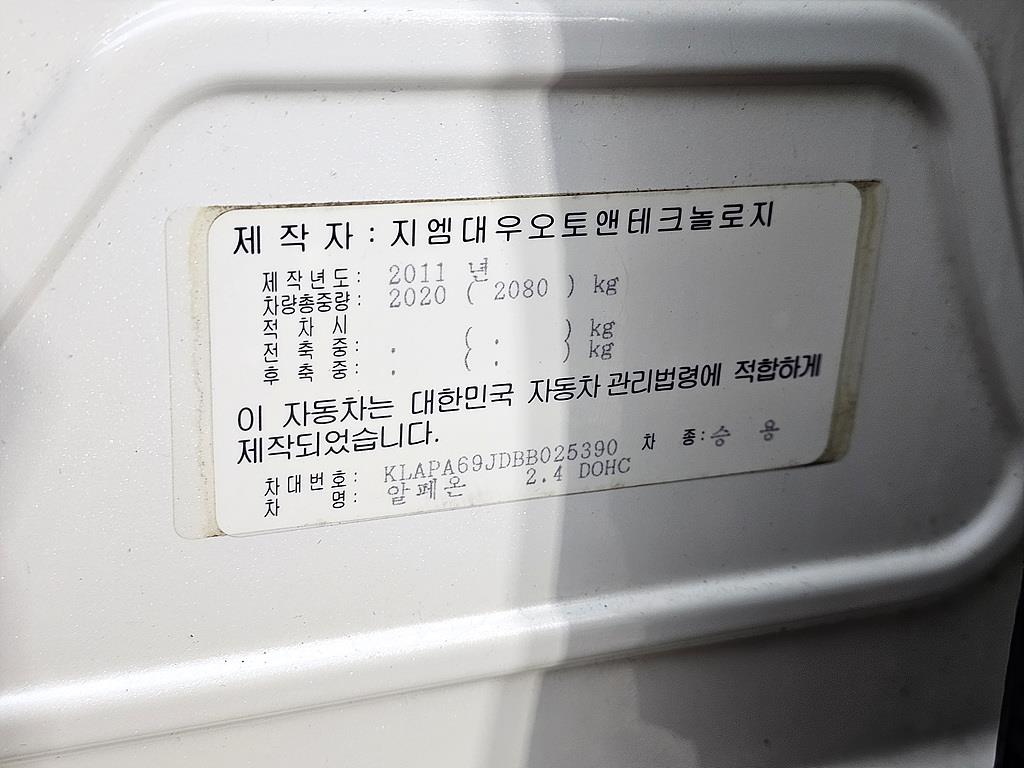 제 작 자 : 지엠대우오토앤테크놀로지
제작년도: 2011 년
차량총중량: 2020 ( 2080 ) kg
적 차 시
전 축 중: . ( . ) kg
후 축 중: . ( . ) kg
이 자동차는 대한민국 자동차관리법령에 적합하게
제작되었습니다.
차대번호: KLAPA69JDBB025390 차 종:승 용
차 명: 알페온 2.4 DOHC